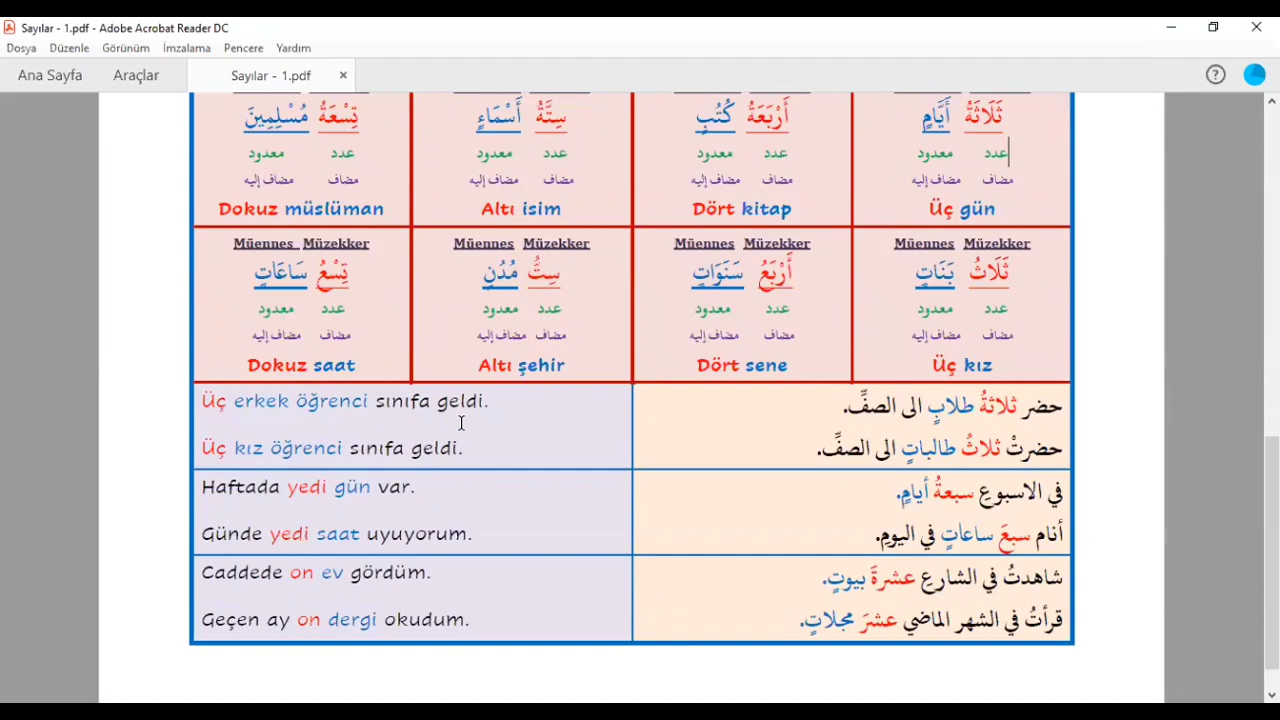 Sayılar - 1.pdf - Adobe Acrobat Reader DC
Dosya Düzenle Görünüm İmzalama Pencere Yardım
Ana Sayfa Araçlar Sayılar - 1.pdf × ?
ثَلَاثَةُ أَيَّامٍ
عدد معدود
مضاف مضاف إليه
Üç gün
أَرْبَعَةُ كُتُبٍ
عدد معدود
مضاف مضاف إليه
Dört kitap
سِتَّةُ أَسْمَاءٍ
عدد معدود
مضاف مضاف إليه
Altı isim
تِسْعَةُ مُسْلِمِينَ
عدد معدود
مضاف مضاف إليه
Dokuz müslüman
Müennes Müzekker
ثَلَاثُ بَنَاتٍ
عدد معدود
مضاف مضاف إليه
Üç kız
Müennes Müzekker
أَرْبَعُ سَنَوَاتٍ
عدد معدود
مضاف مضاف إليه
Dört sene
Müennes Müzekker
سِتُّ مُدُنٍ
عدد معدود
مضاف مضاف إليه
Altı şehir
Müennes Müzekker
تِسْعُ سَاعَاتٍ
عدد معدود
مضاف مضاف إليه
Dokuz saat
حضر ثلاثةُ طلابٍ الى الصفِّ.
حضرتْ ثلاثُ طالباتٍ الى الصفِّ.
Üç erkek öğrenci sınıfa geldi.
Üç kız öğrenci sınıfa geldi.
في الاسبوعِ سبعةُ أيامٍ.
أنام سبعَ ساعاتٍ في اليومِ.
Haftada yedi gün var.
Günde yedi saat uyuyorum.
شاهدتُ في الشارعِ عشرةَ بيوتٍ.
قرأتُ في الشهر الماضي عشرَ مجلاتٍ.
Caddede on ev gördüm.
Geçen ay on dergi okudum.